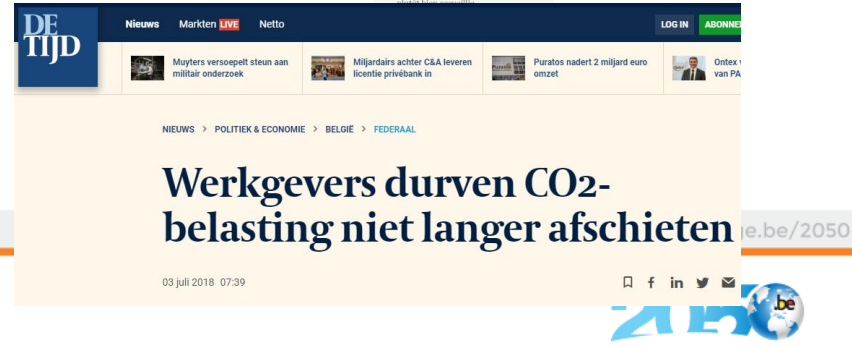 DE
TIJD
Nieuws Markten LIVE Netto
LOG IN
Muyters versoepelt steun aan
militair onderzoek
Miljardairs achter C&A leveren
licentie privébank in
Puratos nadert 2 miljard euro
omzet
Ontex
van
NIEUWS > POLITIEK & ECONOMIE > BELGIË > FEDERAAL
Werkgevers durven CO2-
belasting niet langer afschieten
03 juli 2018 07:39
e.be/2050
.be